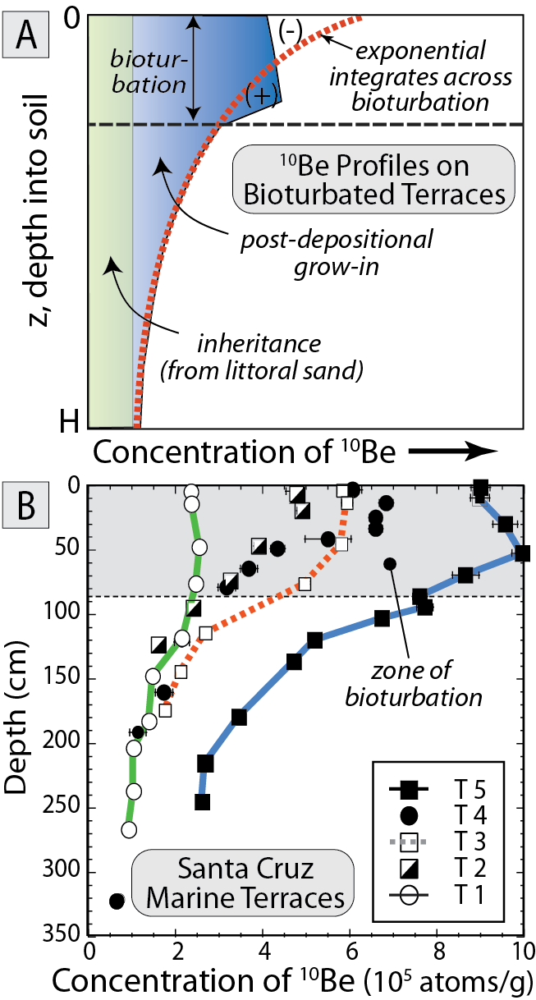 A
0
biotur-
bation
(-)
(+)
exponential
integrates across
bioturbation
¹⁰Be Profiles on
Bioturbated Terraces
post-depositional
grow-in
inheritance
(from littoral sand)
z, depth into soil
H
Concentration of ¹⁰Be
B
0
50
100
150
200
250
300
350
Depth (cm)
zone of
bioturbation
T 5
T 4
T 3
T 2
T 1
Santa Cruz
Marine Terraces
0 2 4 6 8 10
Concentration of ¹⁰Be (10⁵ atoms/g)